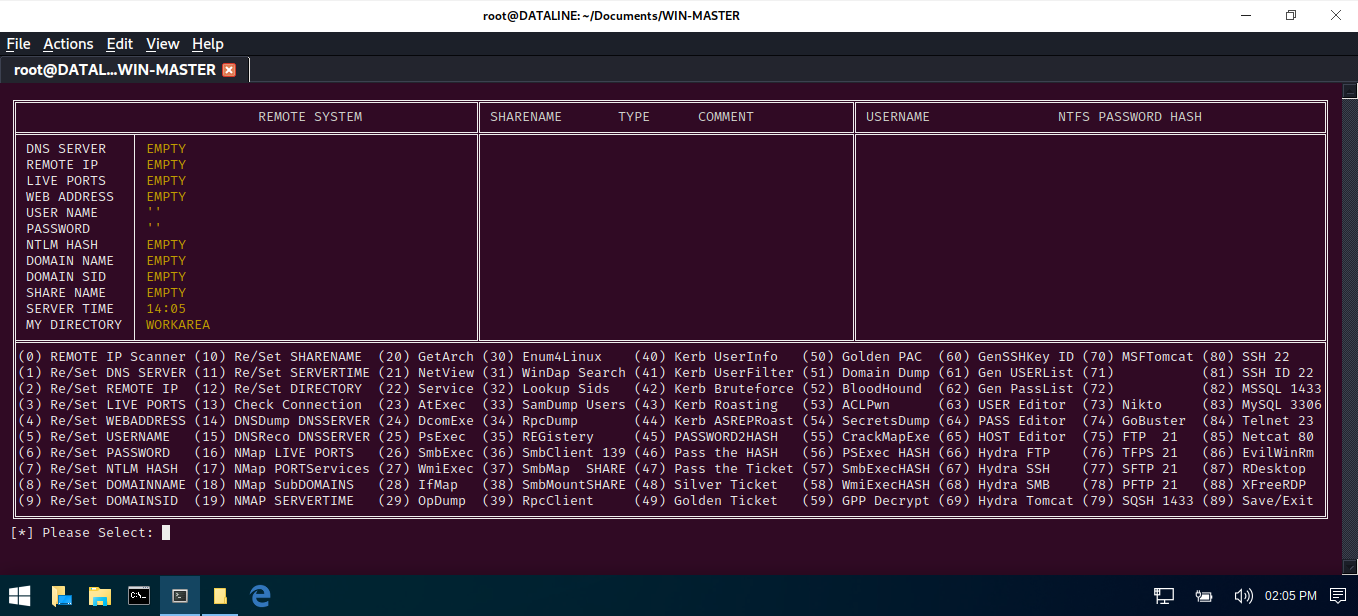 root@DATALINE: ~/Documents/WIN-MASTER
File Actions Edit View Help
root@DATAL...WIN-MASTER
REMOTE SYSTEM SHARENAME TYPE COMMENT USERNAME NTFS PASSWORD HASH
DNS SERVER EMPTY
REMOTE IP EMPTY
LIVE PORTS EMPTY
WEB ADDRESS EMPTY
USER NAME ''
PASSWORD ''
NTLM HASH EMPTY
DOMAIN NAME EMPTY
DOMAIN SID EMPTY
SHARE NAME EMPTY
SERVER TIME 14:05
MY DIRECTORY WORKAREA
(0) REMOTE IP Scanner (10) Re/Set SHARENAME (20) GetArch (30) Enum4Linux (40) Kerb UserInfo (50) Golden PAC (60) GenSSHKey ID (70) MSFTomcat (80) SSH 22
(1) Re/Set DNS SERVER (11) Re/Set SERVERTIME (21) NetView (31) WinDap Search (41) Kerb UserFilter (51) Domain Dump (61) Gen USERList (71) (81) SSH ID 22
(2) Re/Set REMOTE IP (12) Re/Set DIRECTORY (22) Service (32) Lookup Sids (42) Kerb Bruteforce (52) BloodHound (62) Gen PassList (72) (82) MSSQL 1433
(3) Re/Set LIVE PORTS (13) Check Connection (23) AtExec (33) SamDump Users (43) Kerb Roasting (53) ACLPwn (63) USER Editor (73) Nikto (83) MySQL 3306
(4) Re/Set WEBADDRESS (14) DNSDump DNSSERVER (24) DcomExe (34) RpcDump (44) Kerb ASREPRoast (54) SecretsDump (64) PASS Editor (74) GoBuster (84) Telnet 23
(5) Re/Set USERNAME (15) DNSReco DNSSERVER (25) PsExec (35) REGistery (45) PASSWORD2HASH (55) CrackMapExe (65) HOST Editor (75) FTP 21 (85) Netcat 80
(6) Re/Set PASSWORD (16) NMap LIVE PORTS (26) SmbExec (36) SmbClient 139 (46) Pass the HASH (56) PSExec HASH (66) Hydra FTP (76) TFPS 21 (86) EvilWinRm
(7) Re/Set NTLM HASH (17) NMap PORTServices (27) WmiExec (37) SmbMap SHARE (47) Pass the Ticket (57) SmbExecHASH (67) Hydra SSH (77) SFTP 21 (87) RDesktop
(8) Re/Set DOMAINNAME (18) NMap SubDOMAINS (28) IfMap (38) SmbMountSHARE (48) Silver Ticket (58) WmiExecHASH (68) Hydra SMB (78) PFTP 21 (88) XFreeRDP
(9) Re/Set DOMAINSID (19) NMAP SERVERTIME (29) OpDump (39) RpcClient (49) Golden Ticket (59) GPP Decrypt (69) Hydra Tomcat (79) SQSH 1433 (89) Save/Exit
[*] Please Select:
02:05 PM